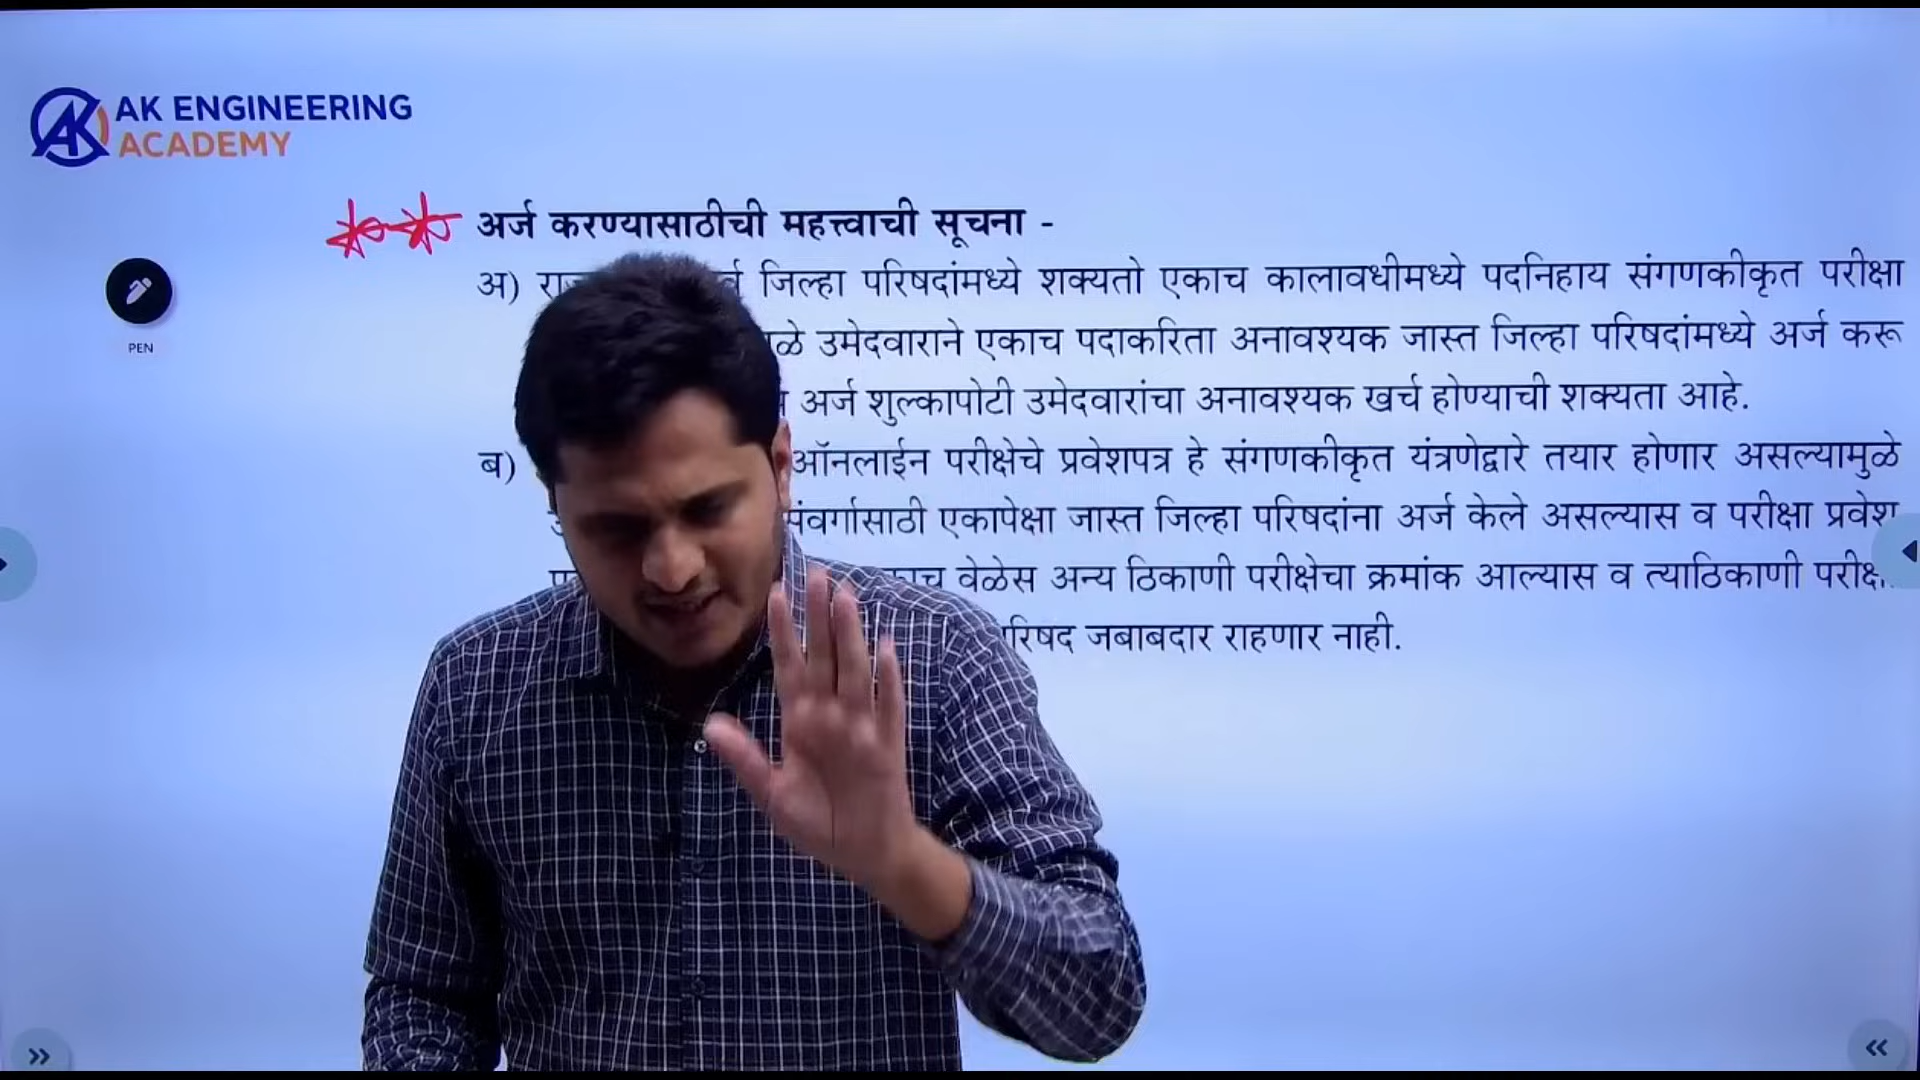 AK ENGINEERING
ACADEMY
अर्ज करण्यासाठीची महत्त्वाची सूचना -
अ) जिल्हा परिषदांमध्ये शक्यतो एकाच कालावधीमध्ये पदनिहाय संगणकीकृत परीक्षा
PEN
उमेदवाराने एकाच पदाकरिता अनावश्यक जास्त जिल्हा परिषदांमध्ये अर्ज करू
अर्ज शुल्कापोटी उमेदवारांचा अनावश्यक खर्च होण्याची शक्यता आहे.
ब) ऑनलाईन परीक्षेचे प्रवेशपत्र हे संगणकीकृत यंत्रणेद्वारे तयार होणार असल्यामुळे
एकापेक्षा जास्त जिल्हा परिषदांना अर्ज केले असल्यास व परीक्षा प्रवेश
वेळेस अन्य ठिकाणी परीक्षेचा क्रमांक आल्यास व त्याठिकाणी
जबाबदार राहणार नाही.